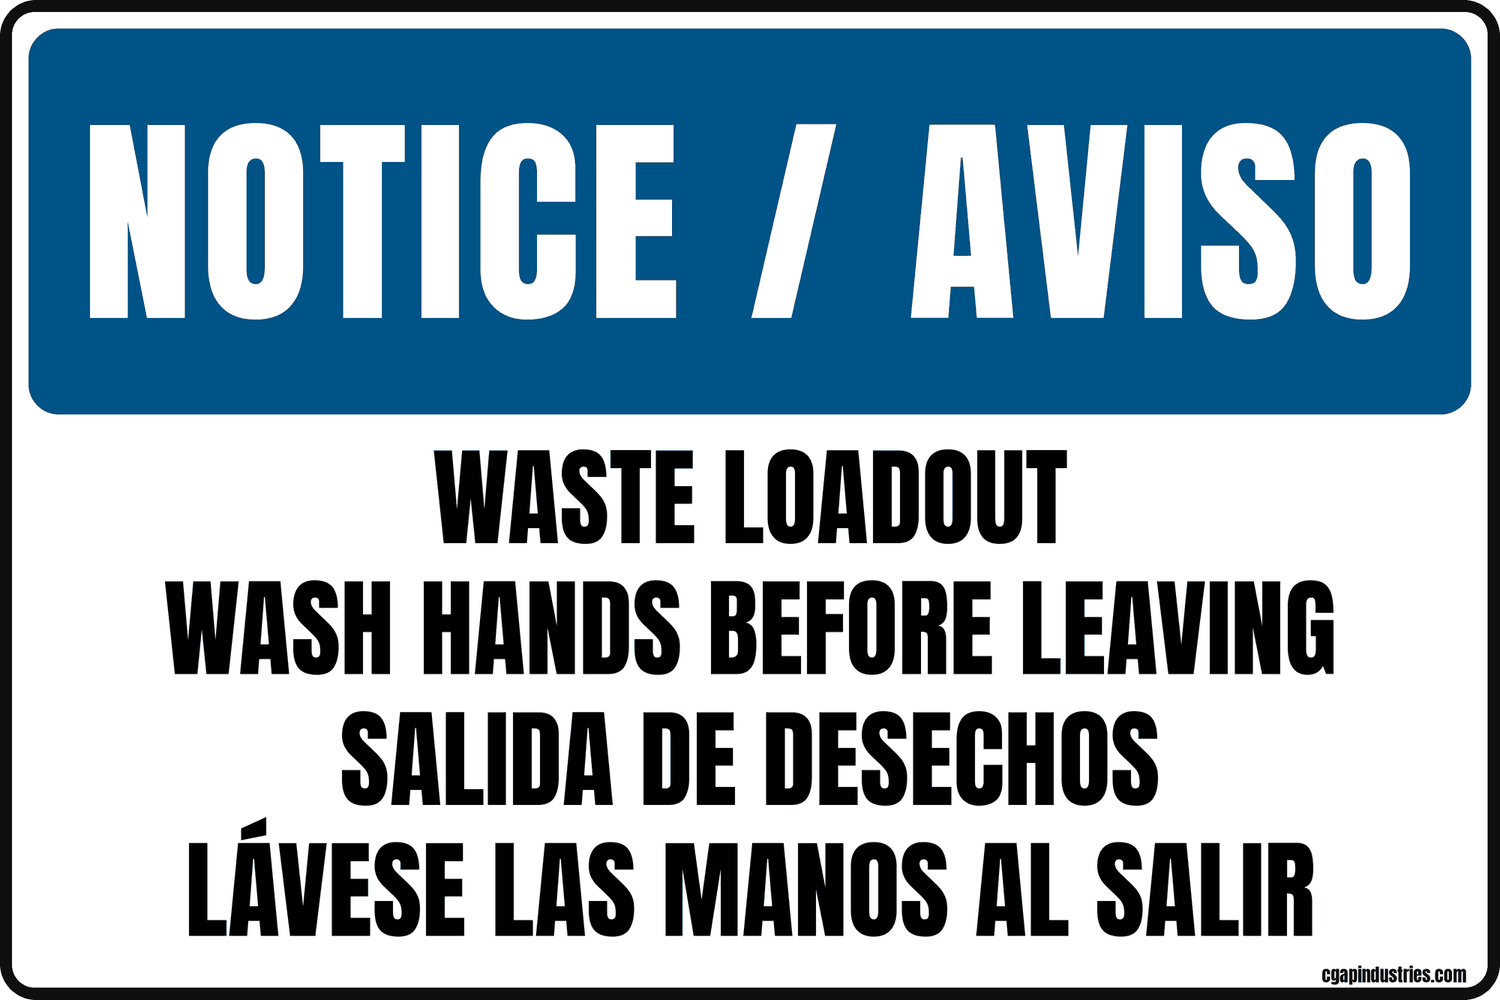 NOTICE / AVISO
WASTE LOADOUT
WASH HANDS BEFORE LEAVING
SALIDA DE DESECHOS
LÁVESE LAS MANOS AL SALIR
cgapindustries.com